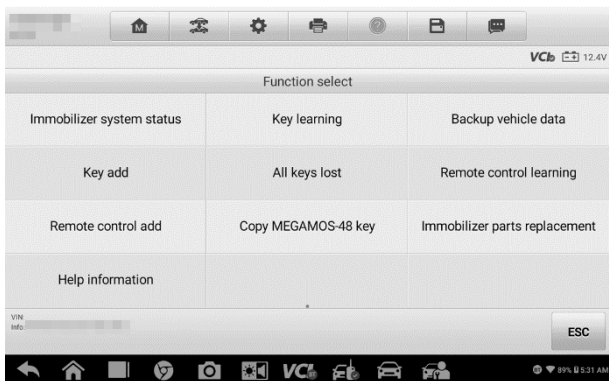 M
VCI 12.4V
Function select
Immobilizer system status Key learning Backup vehicle data
Key add All keys lost Remote control learning
Remote control add Copy MEGAMOS-48 key Immobilizer parts replacement
Help information
VIN:
Info:
ESC
VCI 89% 5:31 AM